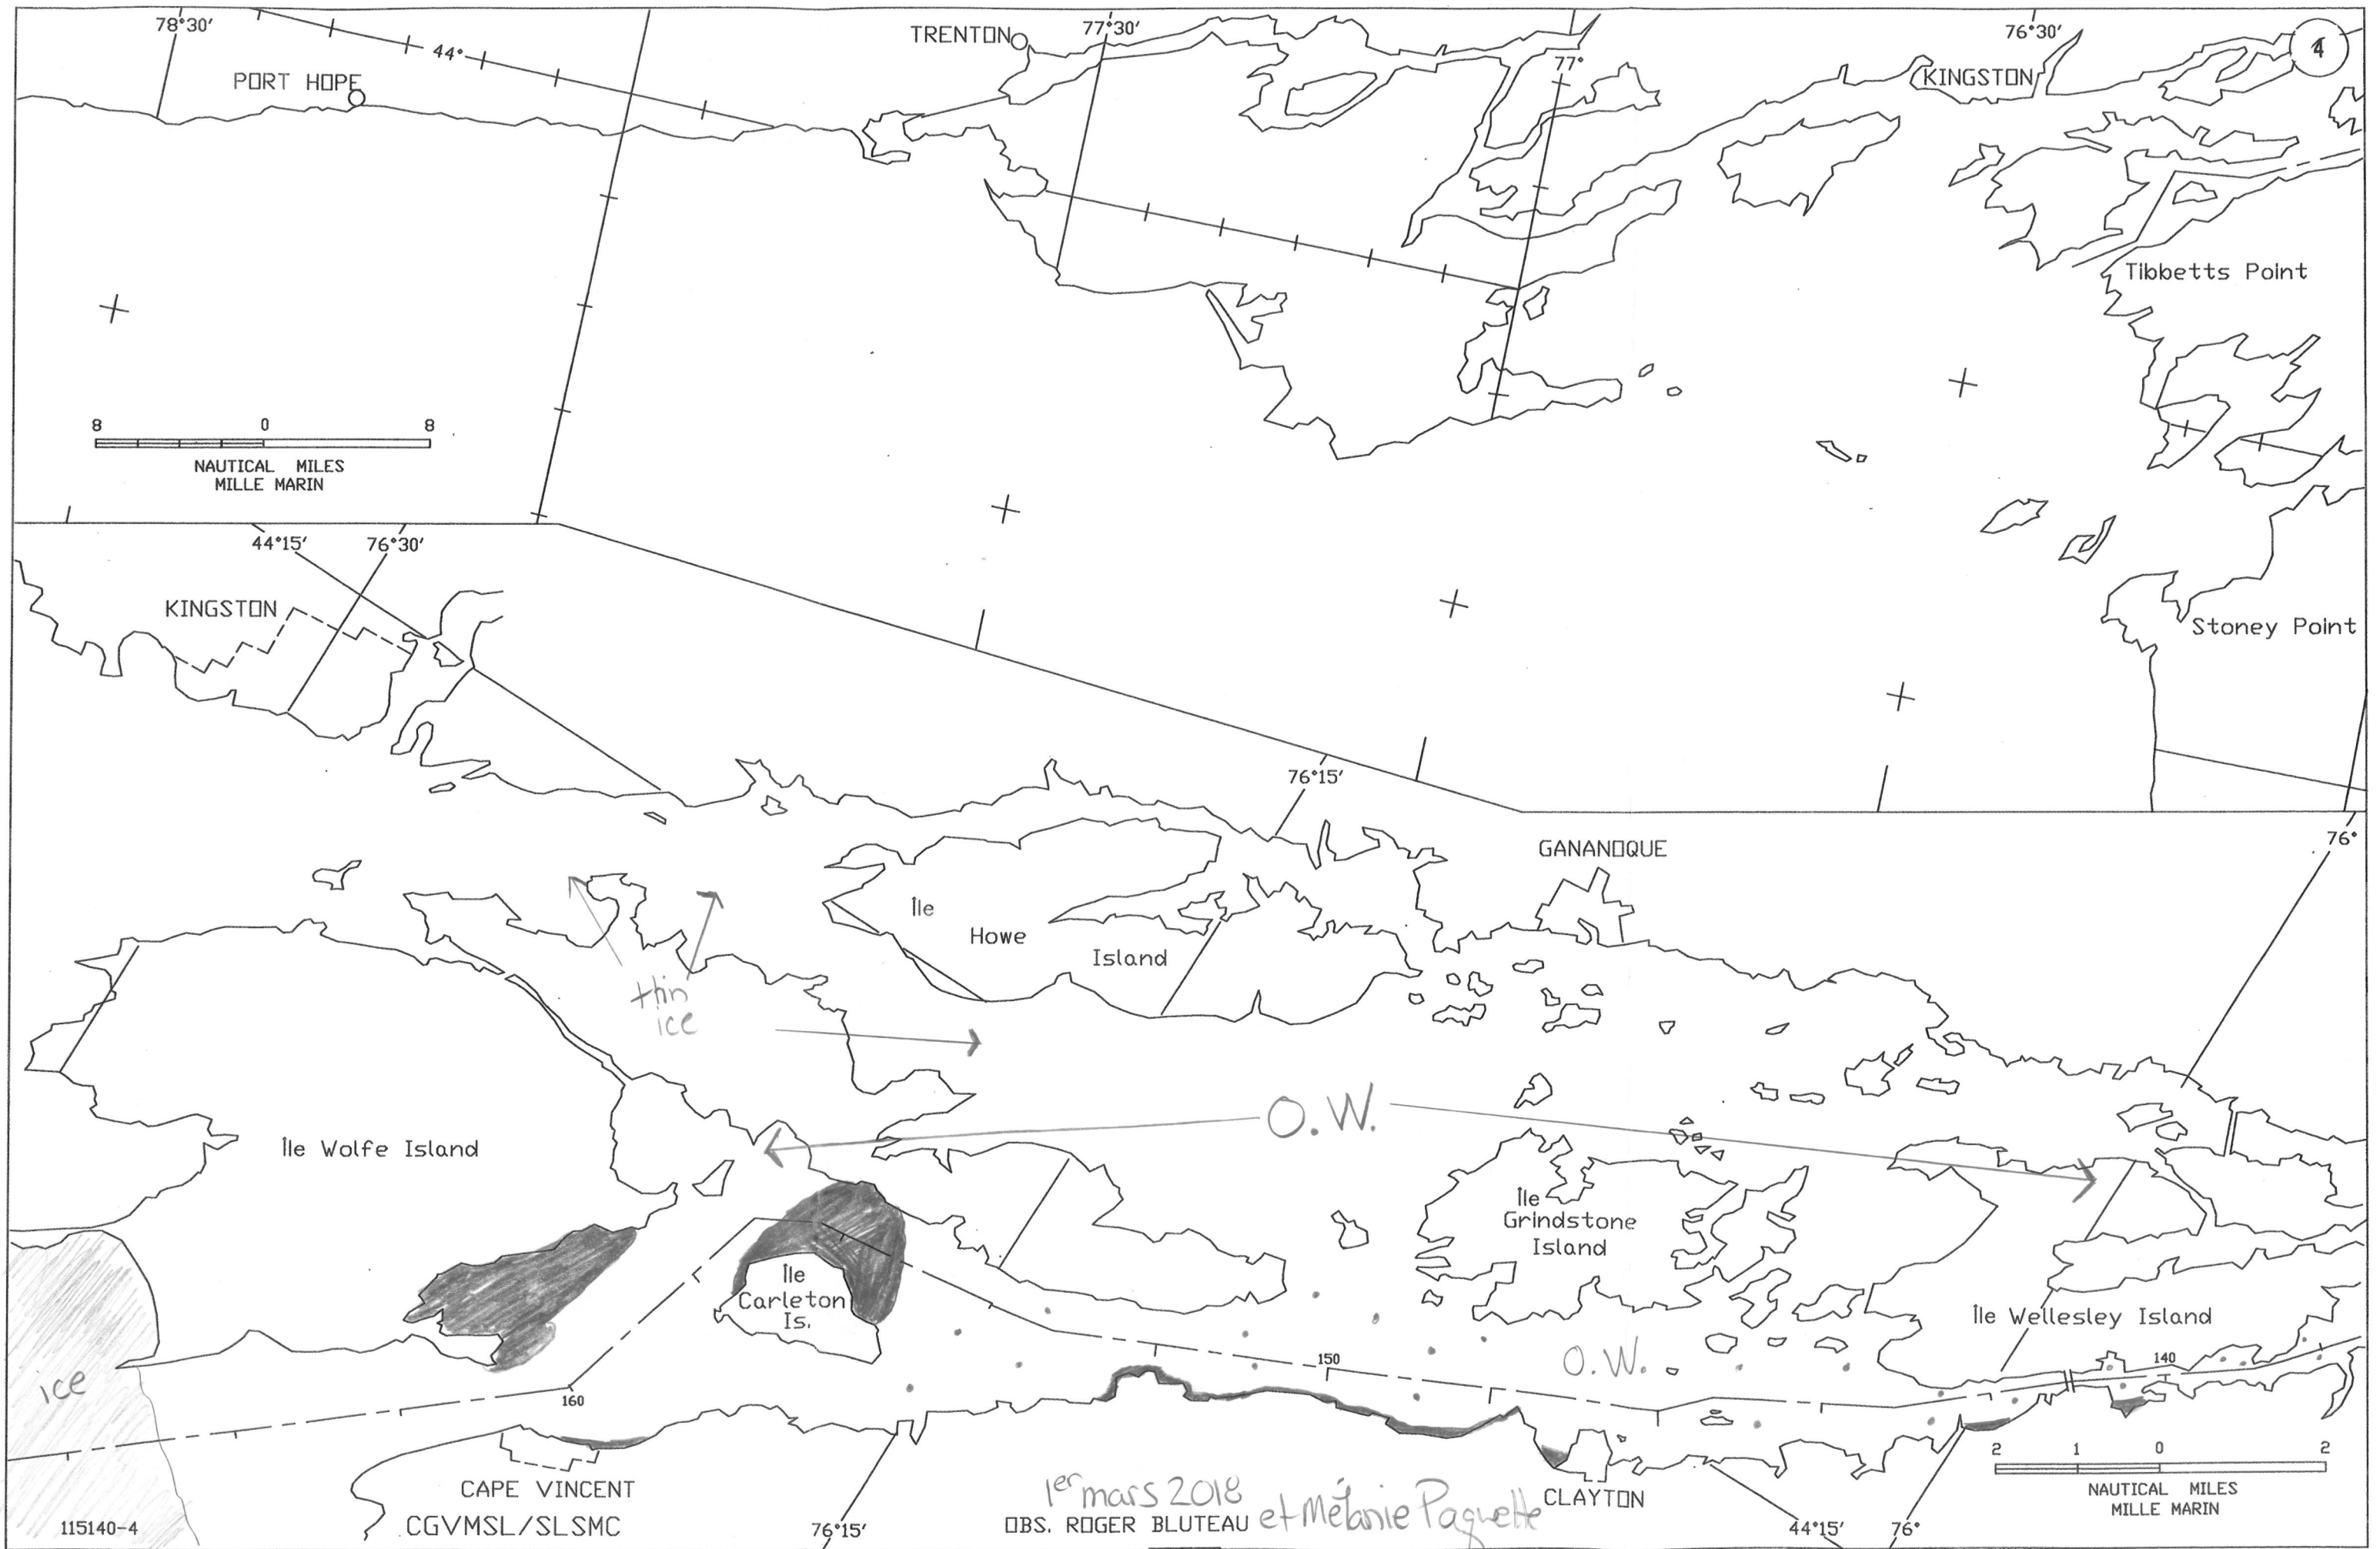 78°30′
TRENTON
77°30′
76°30′
4
44°
PORT HOPE
77°
KINGSTON
Tibbetts Point
8 0 8
NAUTICAL MILES
MILLE MARIN
44°15′ 76°30′
KINGSTON
Stoney Point
76°15′
76°
GANANOQUE
Île
Howe
Island
thin
ice
O.W.
Île Wolfe Island
Île
Grindstone
Island
Île
Carleton
Is.
Île Wellesley Island
ice
O.W.
150
140
160
2 1 0 2
NAUTICAL MILES
MILLE MARIN
CAPE VINCENT
CLAYTON
1er mars 2018
OBS. ROGER BLUTEAU et Mélanie Paquette
115140-4
CGVMSL/SLSMC
76°15′
44°15′ 76°